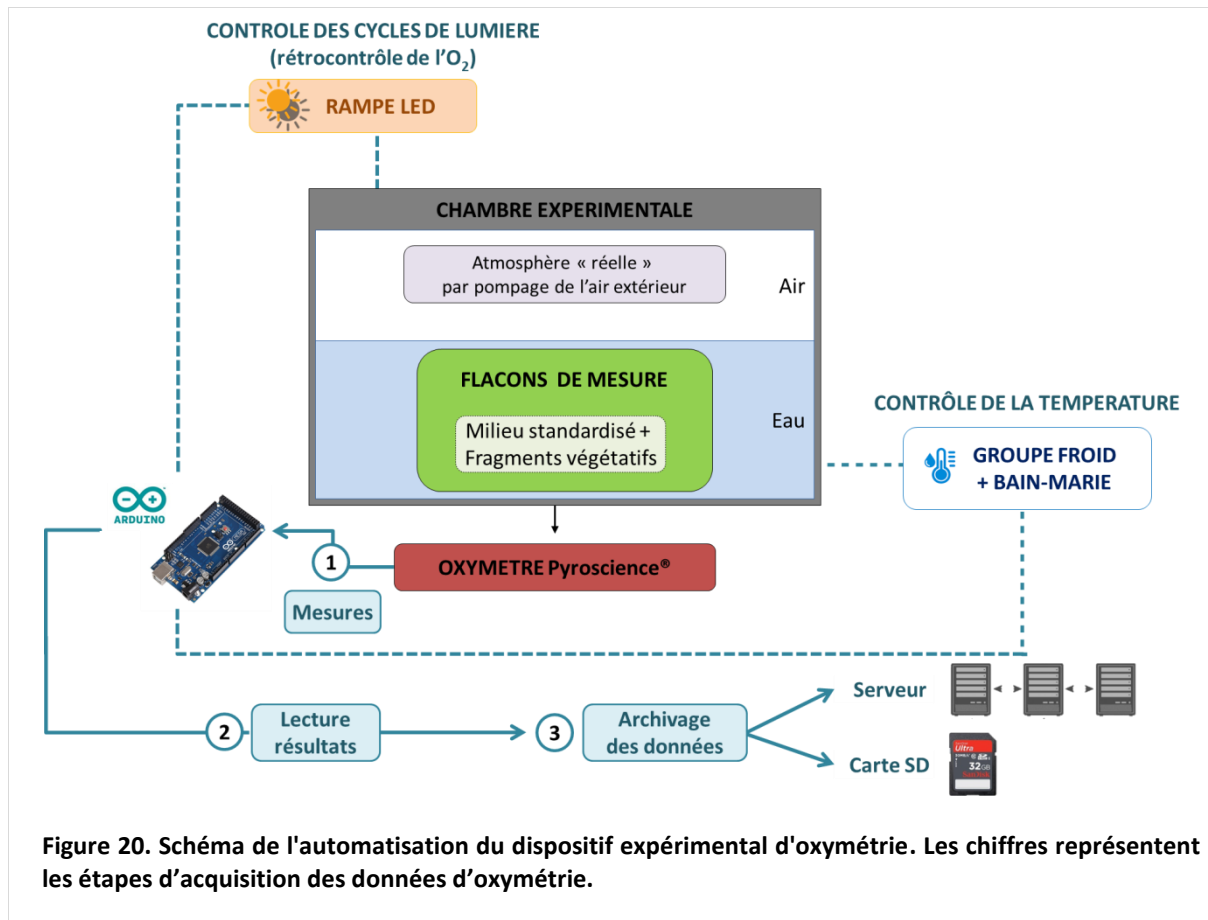 CONTROLE DES CYCLES DE LUMIERE
(rétrocontrôle de l'O₂)
RAMPE LED
CHAMBRE EXPERIMENTALE
Atmosphère « réelle »
par pompage de l'air extérieur
Air
FLACONS DE MESURE
Milieu standardisé +
Fragments végétatifs
Eau
CONTRÔLE DE LA TEMPERATURE
GROUPE FROID
+ BAIN-MARIE
ARDUINO
1
OXYMETRE Pyroscience®
Mesures
2
Lecture
résultats
3
Archivage
des données
Serveur
Carte SD
Ultra
32GB
SanDisk
Figure 20. Schéma de l'automatisation du dispositif expérimental d'oxymétrie. Les chiffres représentent
les étapes d'acquisition des données d'oxymétrie.